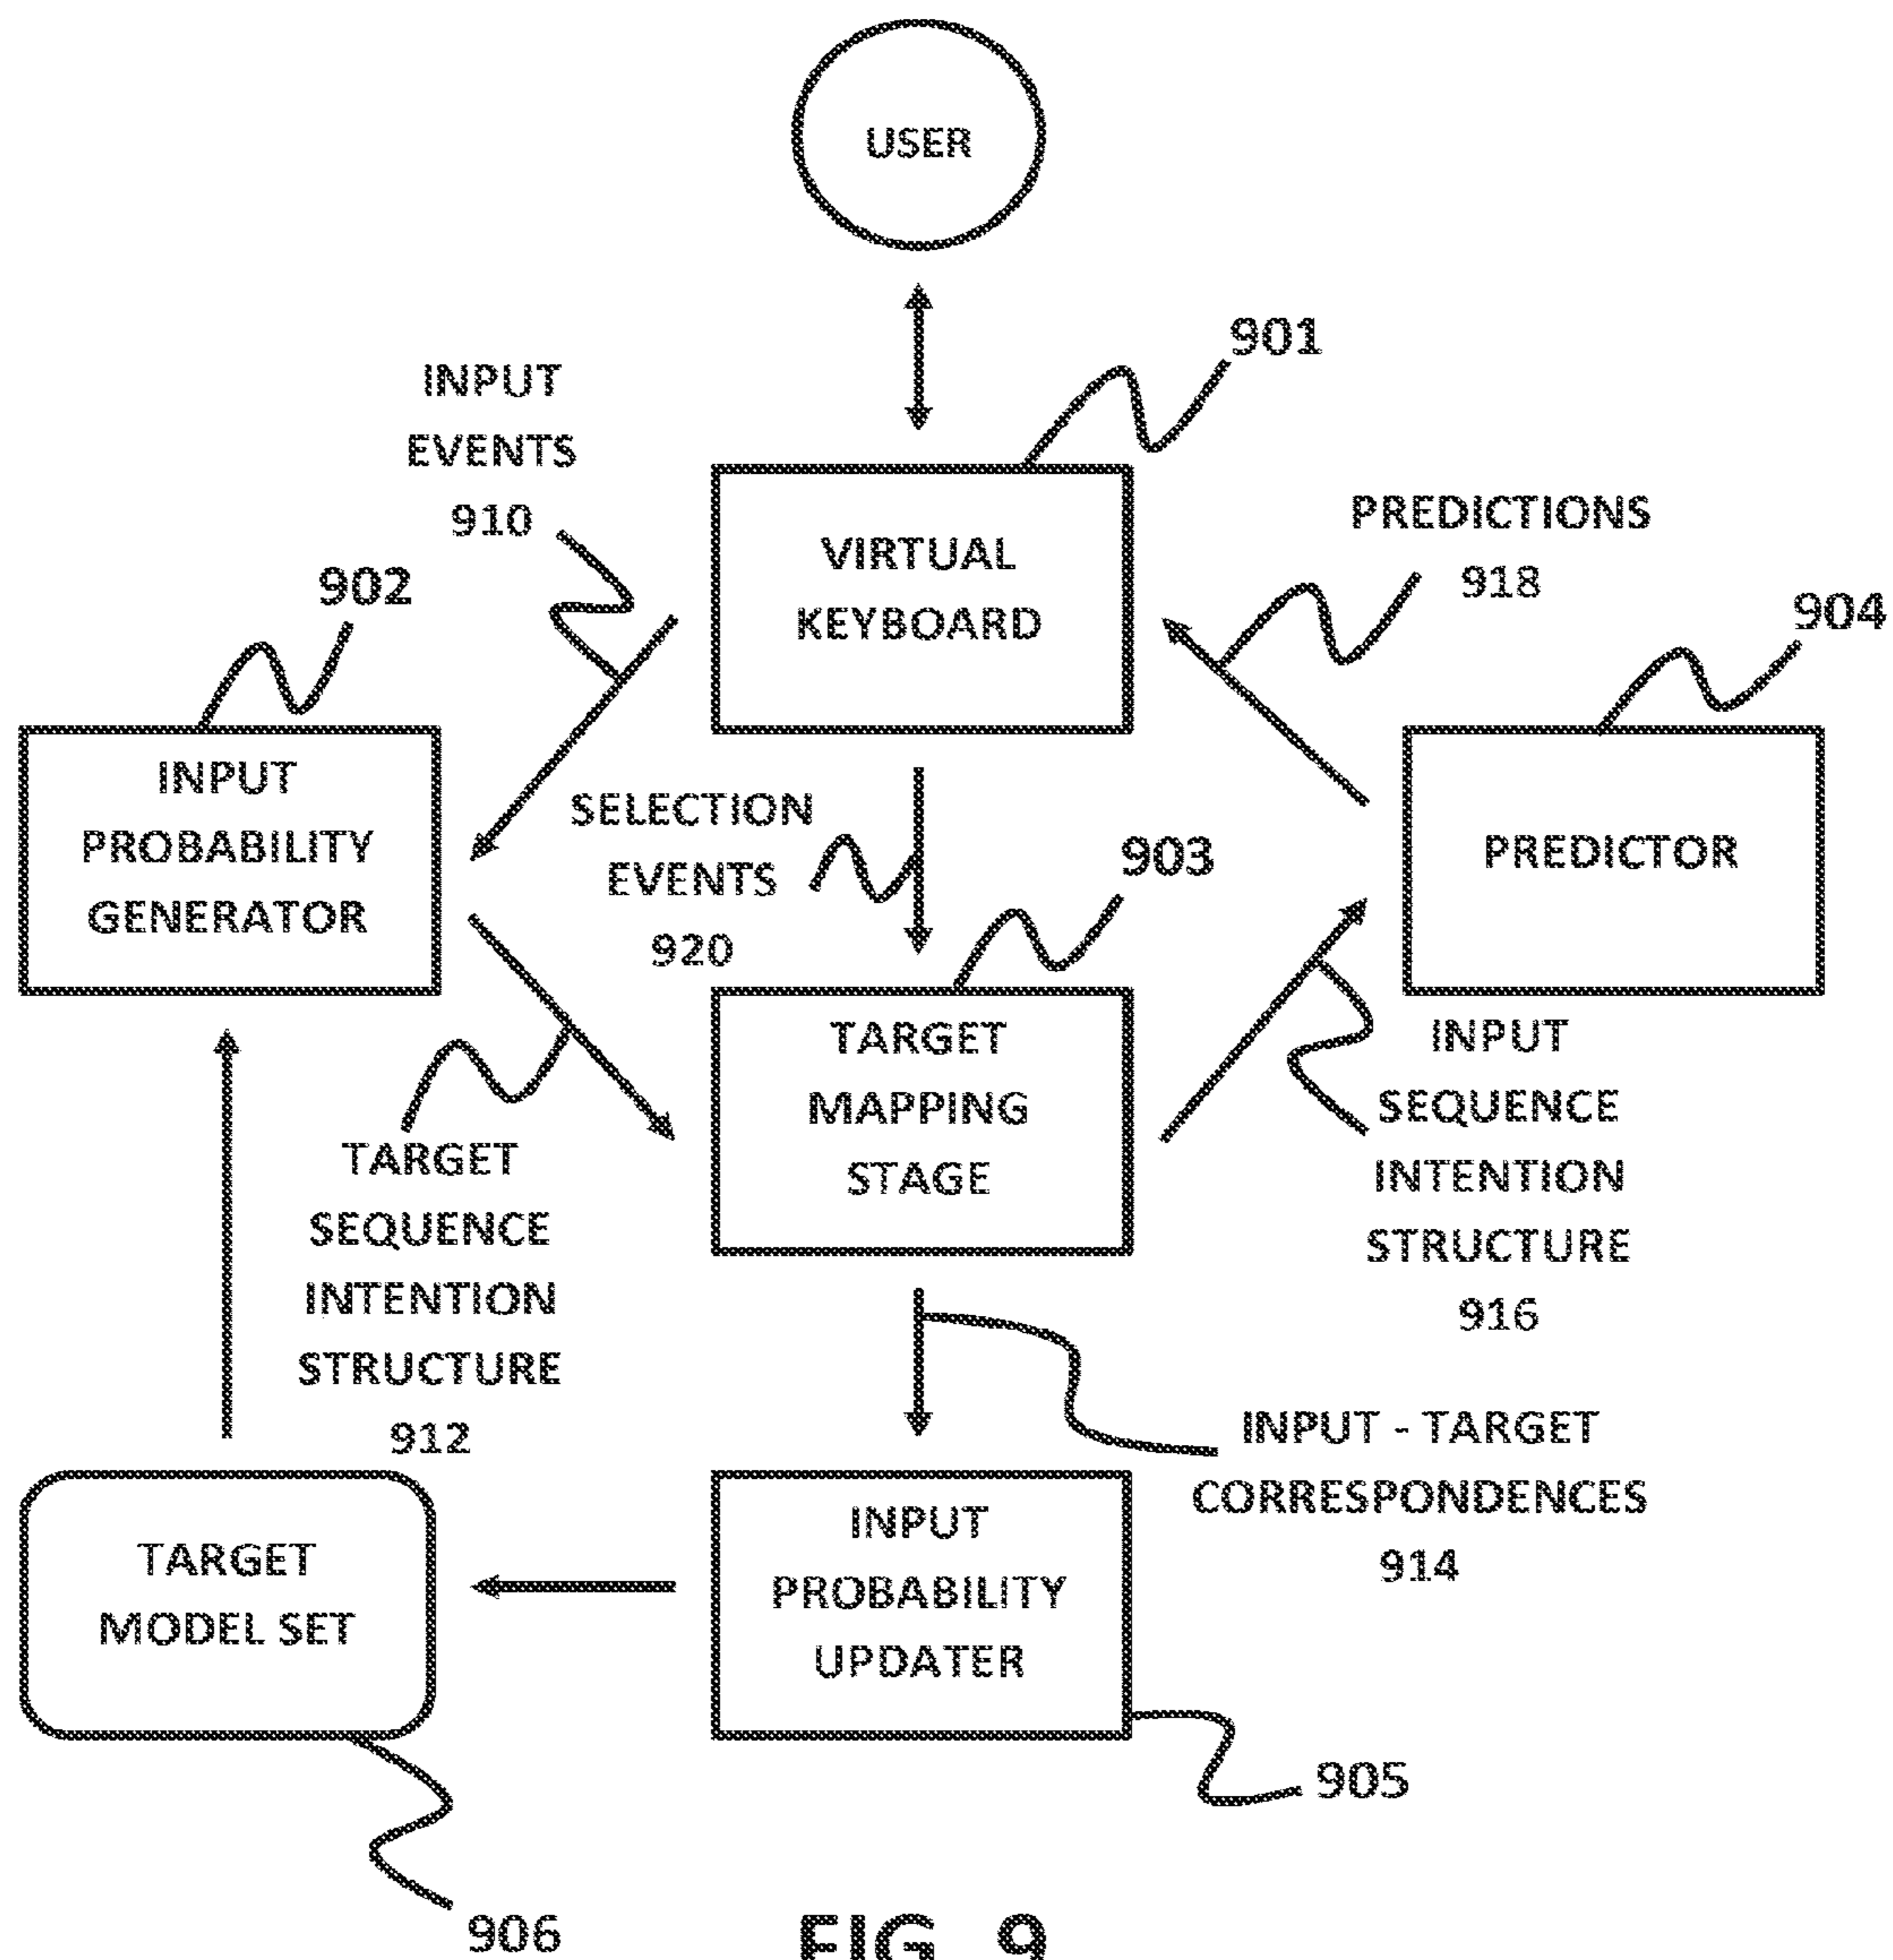 USER
901
INPUT
EVENTS
910
VIRTUAL
KEYBOARD
PREDICTIONS
918
902
904
INPUT
PROBABILITY
GENERATOR
SELECTION
EVENTS
920
903
PREDICTOR
TARGET
MAPPING
STAGE
TARGET
SEQUENCE
INTENTION
STRUCTURE
912
INPUT
SEQUENCE
INTENTION
STRUCTURE
916
INPUT - TARGET
CORRESPONDENCES
914
TARGET
MODEL SET
INPUT
PROBABILITY
UPDATER
905
906
FIG. 9